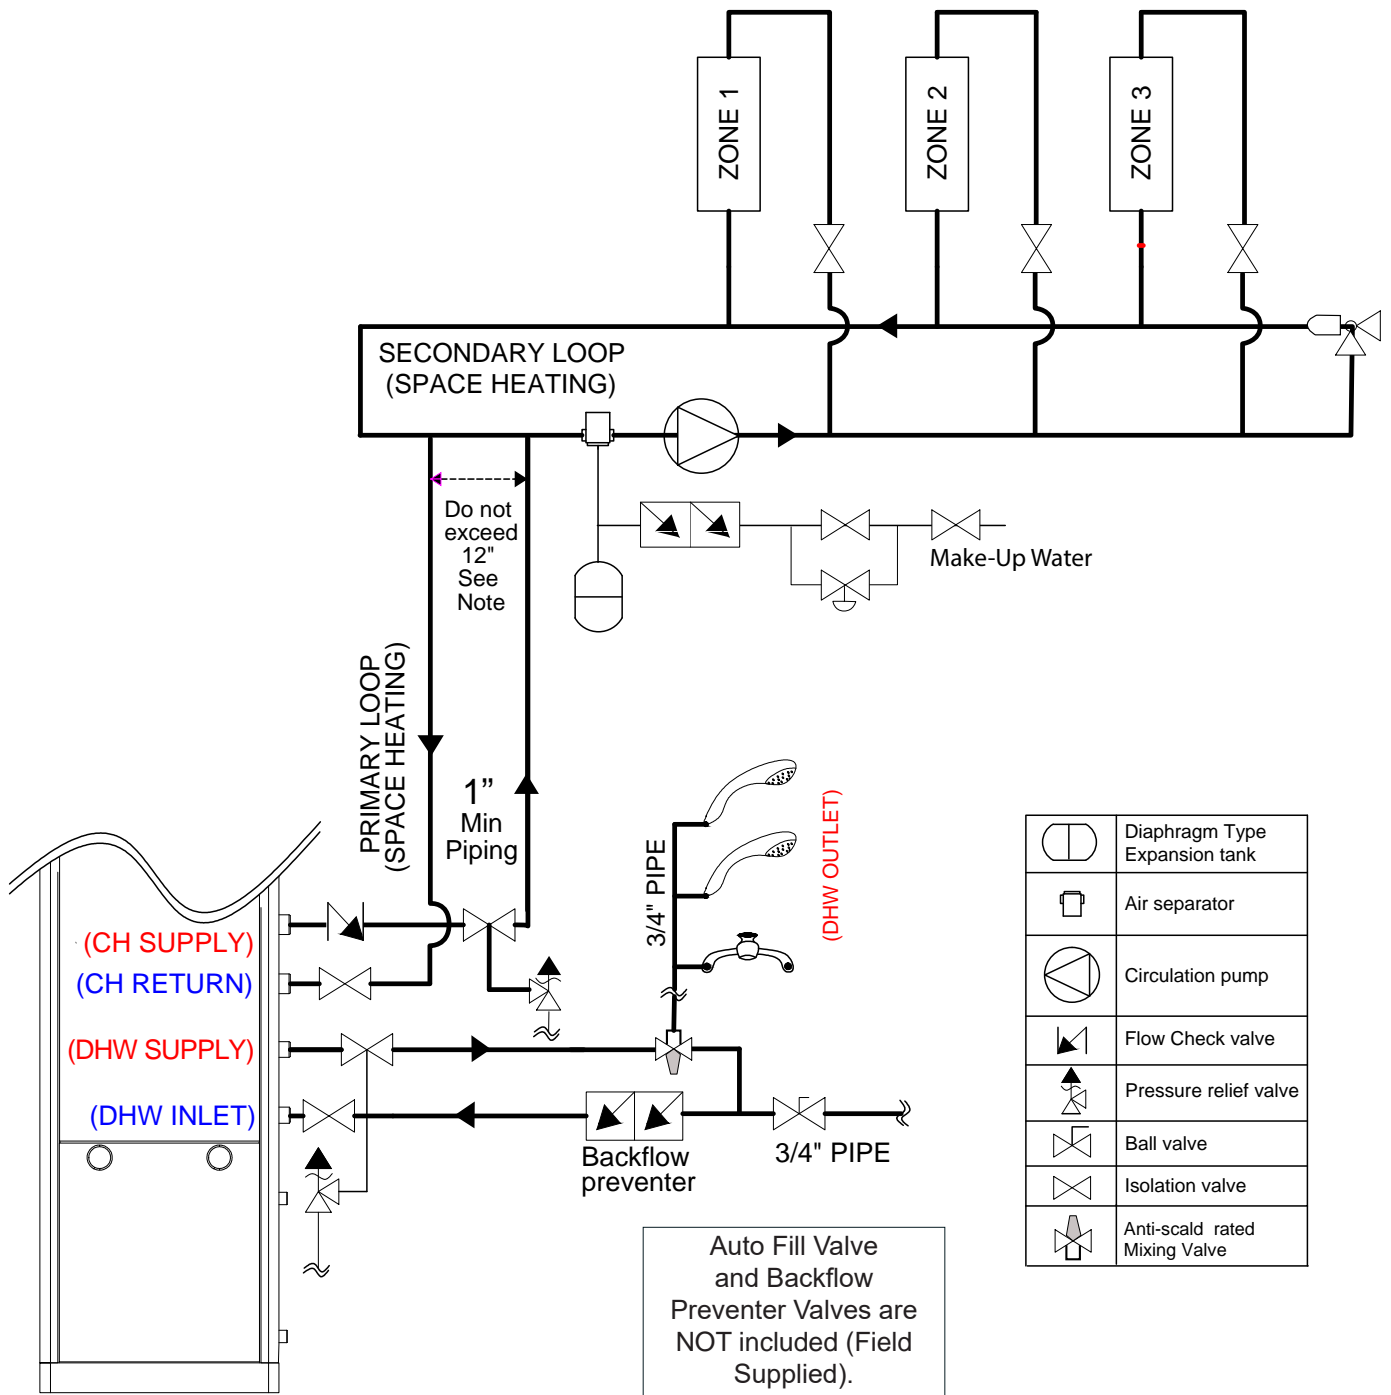 ZONE 1
ZONE 2
ZONE 3
SECONDARY LOOP
(SPACE HEATING)
Do not
exceed
12"
See
Note
Make-Up Water
PRIMARY LOOP
(SPACE HEATING)
1”
Min
Piping
3/4" PIPE
(DHW OUTLET)
(CH SUPPLY)
(CH RETURN)
(DHW SUPPLY)
(DHW INLET)
Backflow
preventer
3/4" PIPE
Auto Fill Valve
and Backflow
Preventer Valves are
NOT included (Field
Supplied).
Diaphragm Type
Expansion tank
Air separator
Circulation pump
Flow Check valve
Pressure relief valve
Ball valve
Isolation valve
Anti-scald rated
Mixing Valve